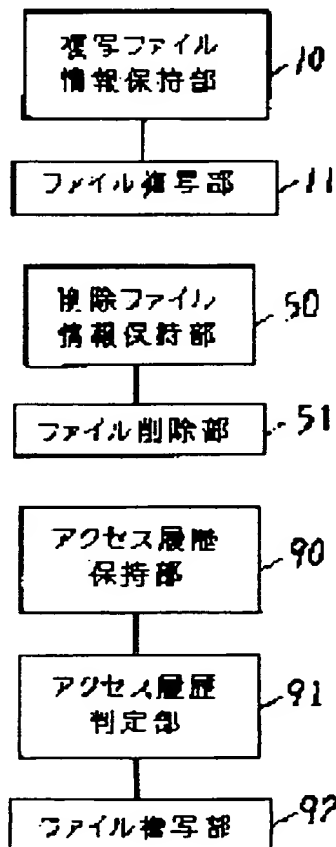 複写ファイル
情報保持部
10
ファイル複写部
11
削除ファイル
情報保持部
50
ファイル削除部
51
アクセス履歴
保持部
90
アクセス履歴
判定部
91
ファイル複写部
92